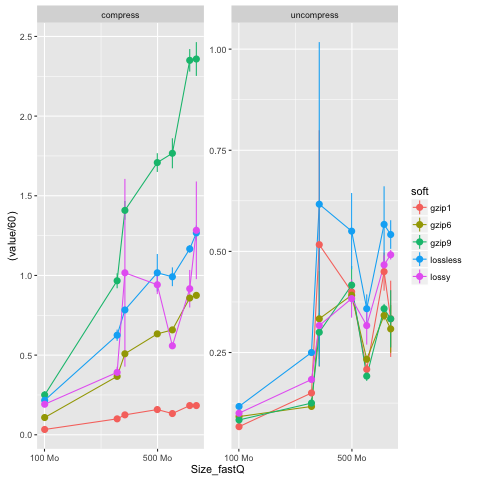 compress
uncompress
2.5
2.0
1.5
1.0
0.5
0.0
(value/60)
1.00
0.75
0.50
0.25
100 Mo
500 Mo
100 Mo
500 Mo
Size_fastQ
soft
gzip1
gzip6
gzip9
lossless
lossy